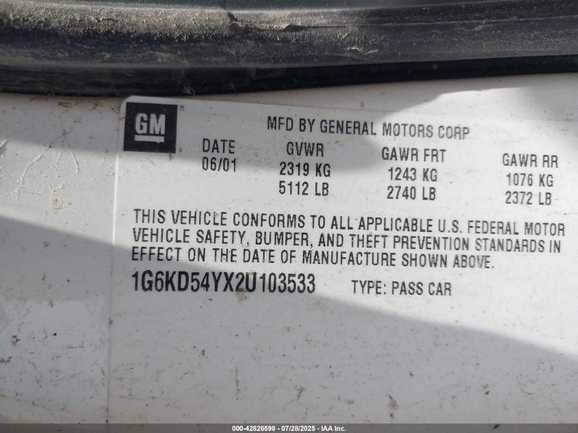 GM
MFD BY GENERAL MOTORS CORP
DATE GVWR GAWR FRT GAWR RR
06/01 2319 KG 1243 KG 1076 KG
5112 LB 2740 LB 2372 LB
THIS VEHICLE CONFORMS TO ALL APPLICABLE U.S. FEDERAL MOTOR
VEHICLE SAFETY, BUMPER, AND THEFT PREVENTION STANDARDS IN
EFFECT ON THE DATE OF MANUFACTURE SHOWN ABOVE.
1G6KD54YX2U103533 TYPE: PASS CAR
000-42826590 - 07/28/2025 - IAA Inc.